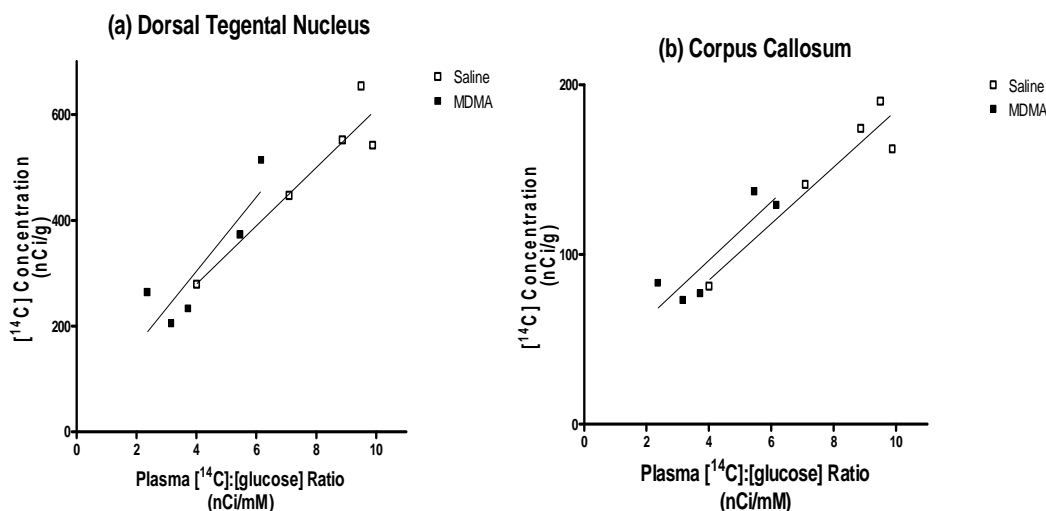 (a) Dorsal Tegental Nucleus
Saline
MDMA
[¹⁴C] Concentration
(nCi/g)
600
400
200
0
0 2 4 6 8 10
Plasma [¹⁴C]:[glucose] Ratio
(nCi/mM)
(b) Corpus Callosum
Saline
MDMA
[¹⁴C] Concentration
(nCi/g)
200
100
0
0 2 4 6 8 10
Plasma [¹⁴C]:[glucose] Ratio
(nCi/mM)